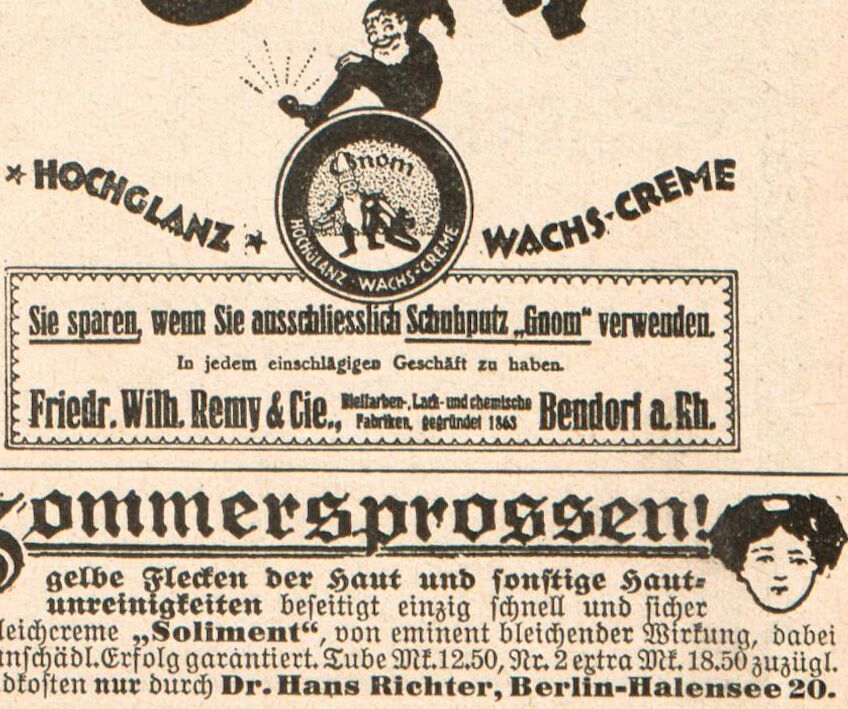 Gnom
HOCHGLANZ · WACHS-CREME
* HOCHGLANZ * WACHS-CREME
Sie sparen, wenn Sie ausschliesslich Schuhputz „Gnom“ verwenden.
In jedem einschlägigen Geschäft zu haben.
Friedr. Wilh. Remy & Cie., Bleifarben-, Lack- und chemische Fabriken, gegründet 1863 Bendorf a. Rh.
Sommersprossen!
gelbe Flecken der Haut und sonstige Haut-
unreinigkeiten beseitigt einzig schnell und sicher
leichcreme „Soliment“, von eminent bleichender Wirkung, dabei
unschädl. Erfolg garantiert. Tube Mk. 12.50, Nr. 2 extra Mk. 18.50 zuzügl.
dkosten nur durch Dr. Hans Richter, Berlin-Halensee 20.